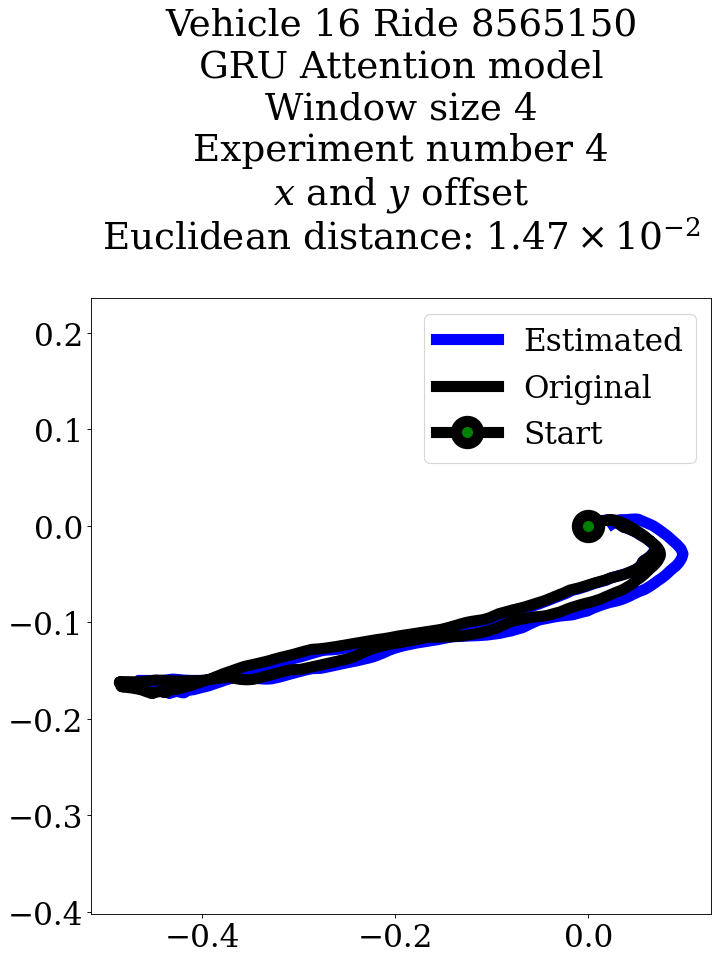 Vehicle 16 Ride 8565150
GRU Attention model
Window size 4
Experiment number 4
x and y offset
Euclidean distance: 1.47 × 10⁻²
Estimated
Original
Start
0.2
0.1
0.0
−0.1
−0.2
−0.3
−0.4
−0.4 −0.2 0.0